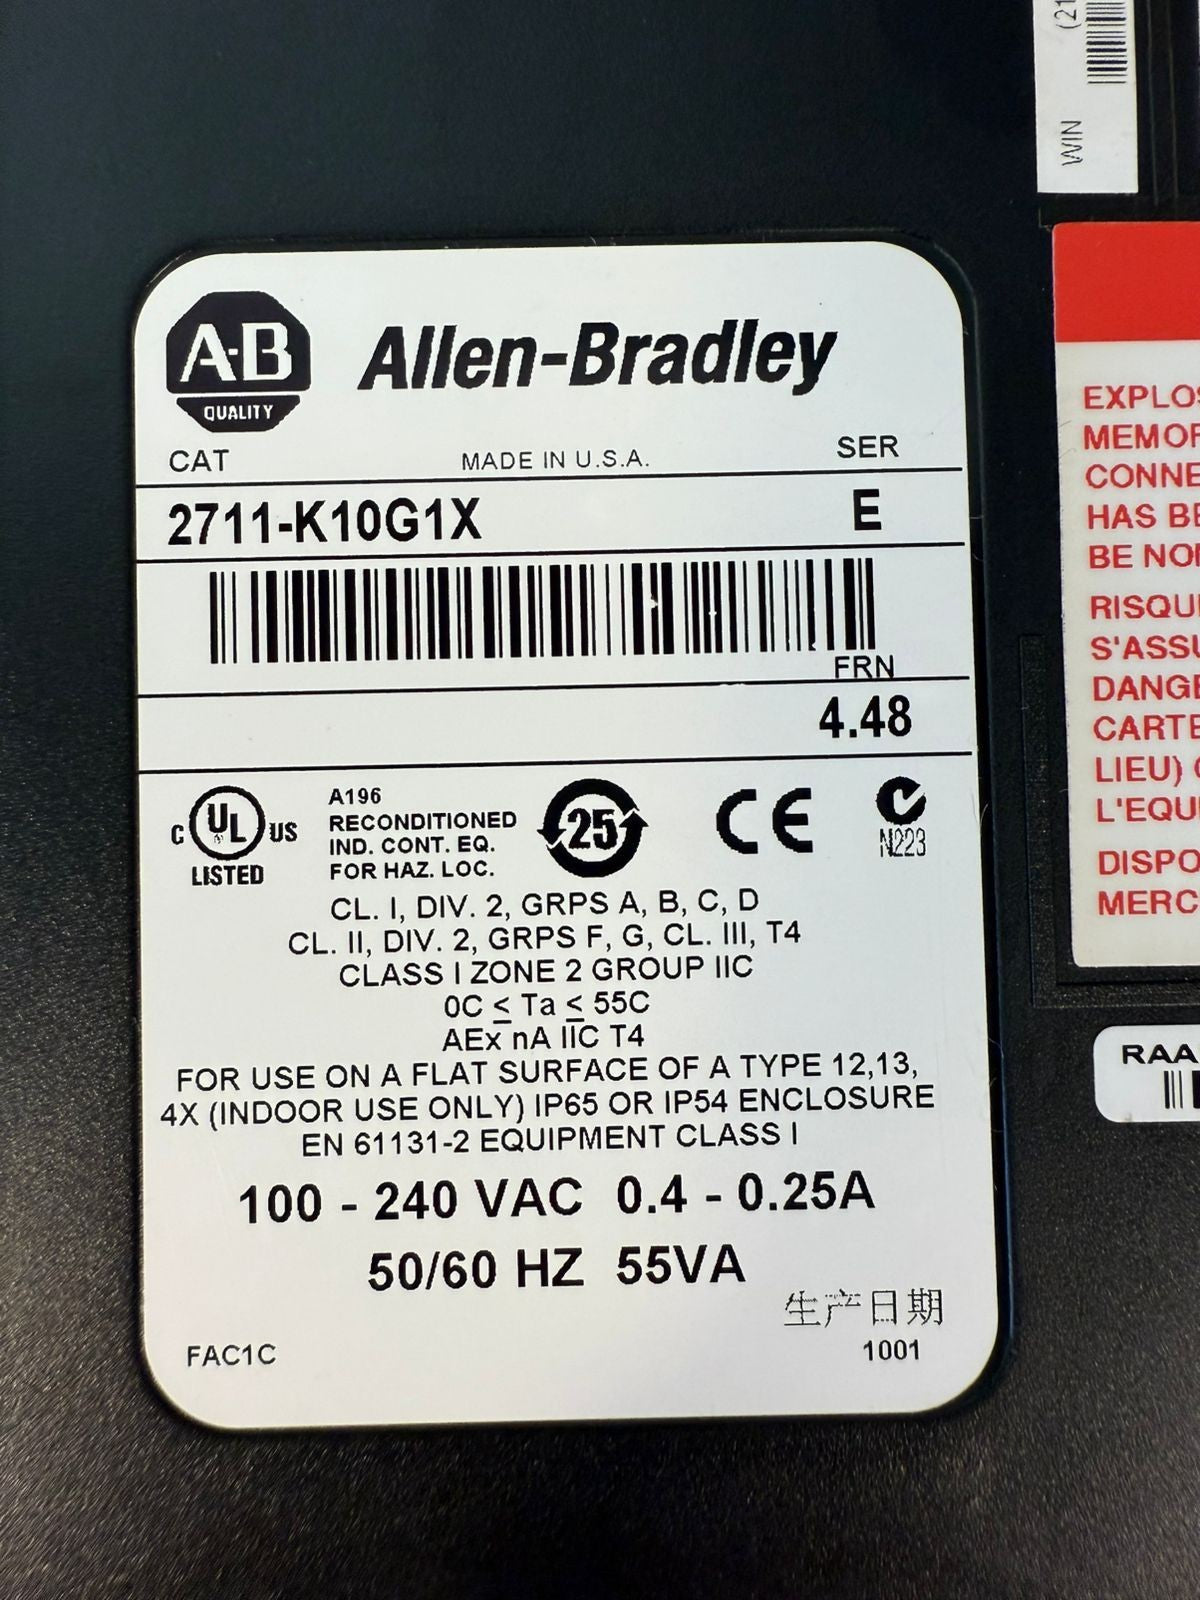 A-B
QUALITY
Allen-Bradley
CAT
MADE IN U.S.A.
SER
2711-K10G1X
E
FRN
4.48
C UL US
LISTED
A196
RECONDITIONED
IND. CONT. EQ.
FOR HAZ. LOC.
25
CE
N223
CL. I, DIV. 2, GRPS A, B, C, D
CL. II, DIV. 2, GRPS F, G, CL. III, T4
CLASS I ZONE 2 GROUP IIC
0C ≤ Ta ≤ 55C
AEx nA IIC T4
FOR USE ON A FLAT SURFACE OF A TYPE 12,13,
4X (INDOOR USE ONLY) IP65 OR IP54 ENCLOSURE
EN 61131-2 EQUIPMENT CLASS I
100 - 240 VAC 0.4 - 0.25A
50/60 HZ 55VA
生产日期
FAC1C
1001
(21
WIN
EXPLOS
MEMOR
CONNE
HAS BE
BE NO
RISQU
S'ASSU
DANGE
CARTE
LIEU)
L'EQU
DISPO
MERC
RAA